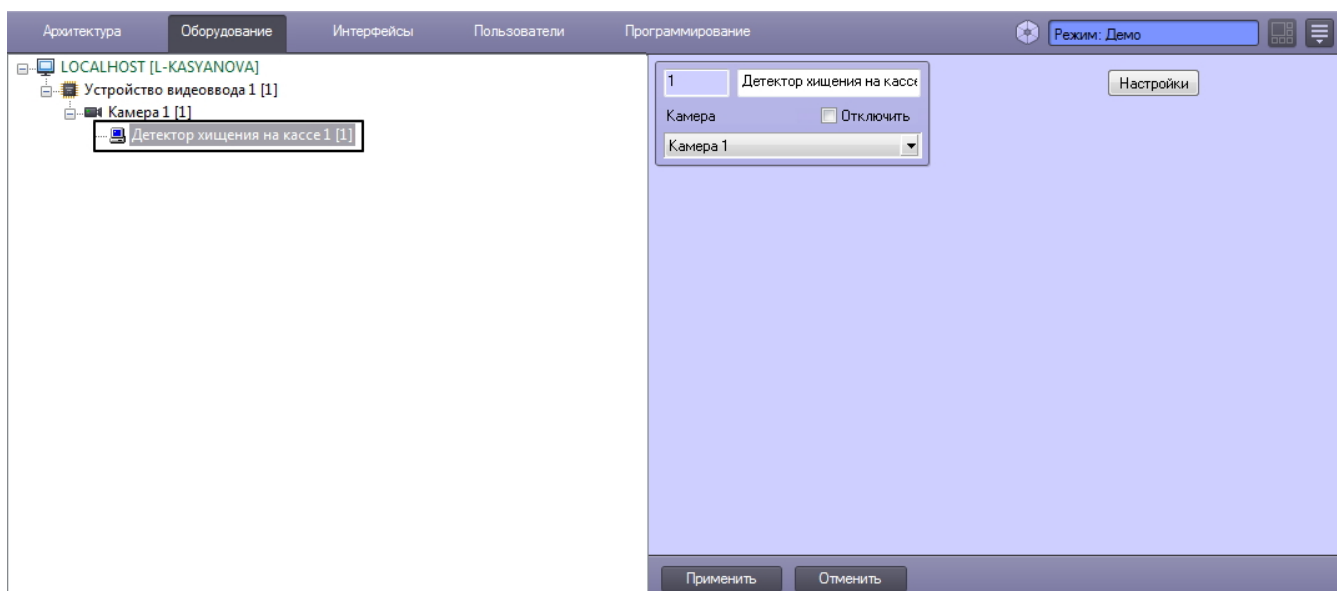 Архитектура Оборудование Интерфейсы Пользователи Программирование Режим: Демо
LOCALHOST [L-KASYANOVA]
Устройство видеоввода 1 [1]
Камера 1 [1]
Детектор хищения на кассе 1 [1]
1 Детектор хищения на кассе Настройки
Камера Отключить
Камера 1
Применить Отменить